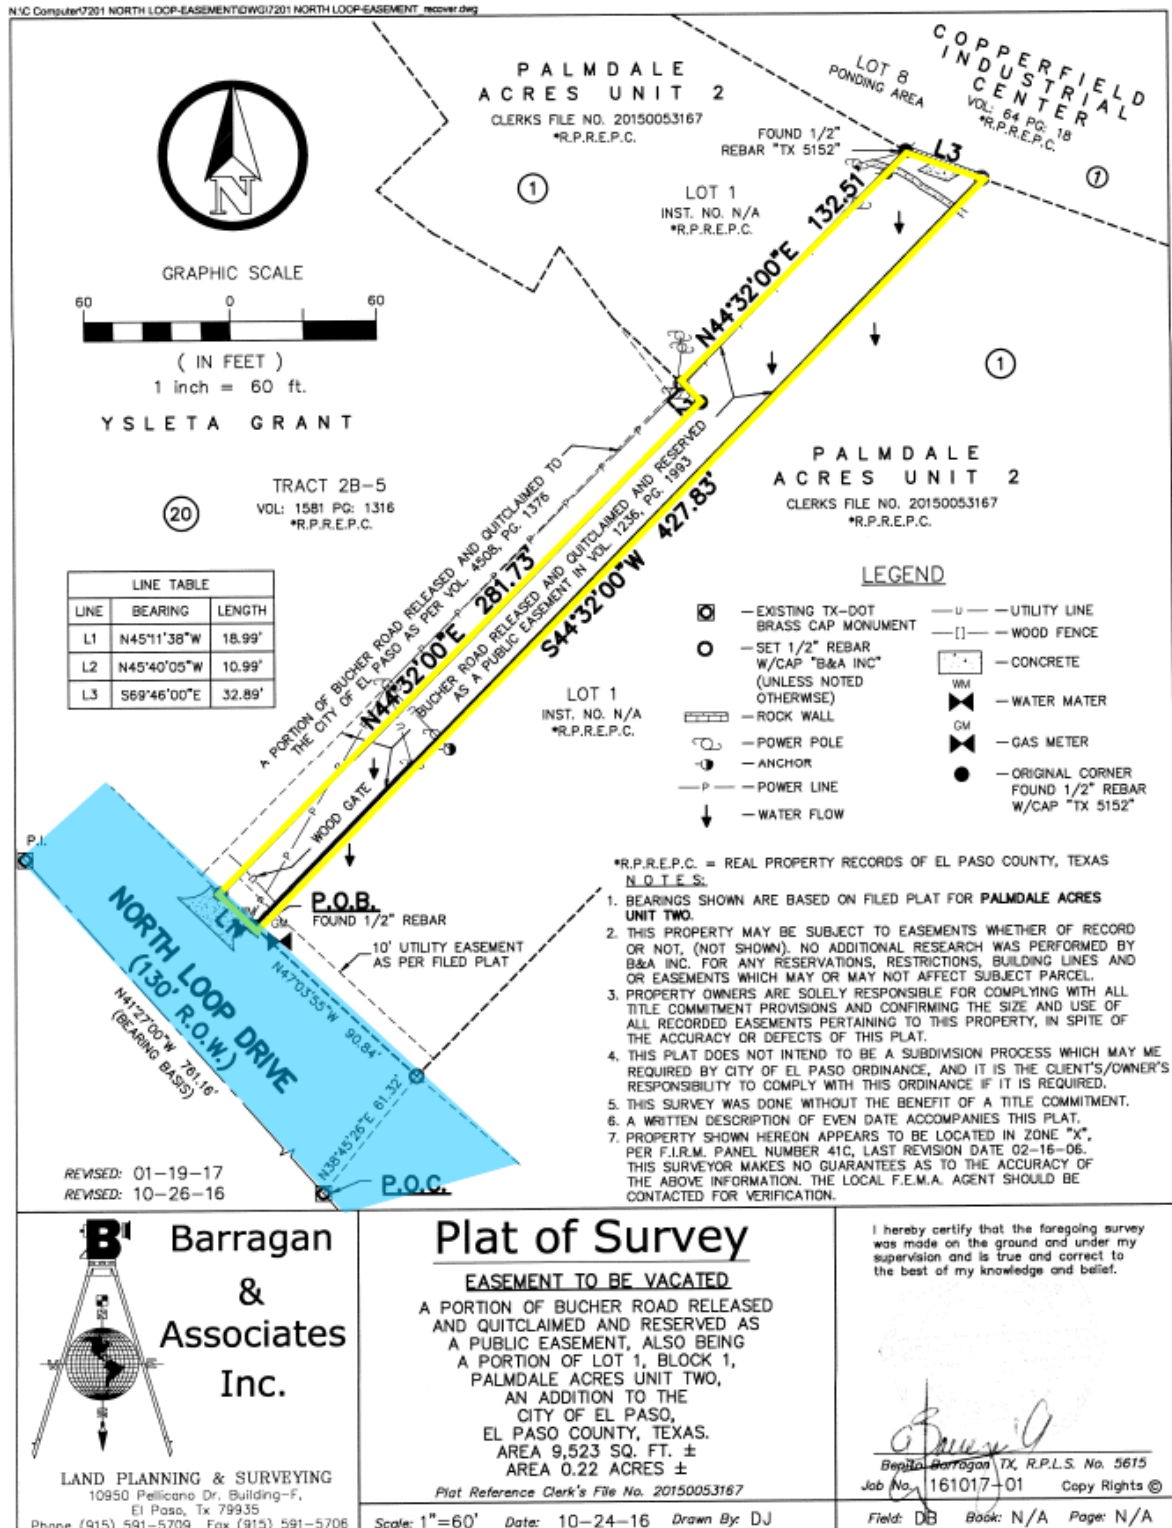 N:\C Computer\7201 NORTH LOOP-EASEMENT\DWG\7201 NORTH LOOP-EASEMENT_recover.dwg
PALMDALE
ACRES UNIT 2
CLERKS FILE NO. 20150053167
*R.P.R.E.P.C.
1
LOT 8
PONDING AREA
COPPERFIELD
INDUSTRIAL
CENTER
VOL: 64 PG: 18
*R.P.R.E.P.C.
1
FOUND 1/2"
REBAR "TX 5152"
L3
LOT 1
INST. NO. N/A
*R.P.R.E.P.C.
N44°32'00"E 132.51'
N
GRAPHIC SCALE
60 0 60
( IN FEET )
1 inch = 60 ft.
YSLETA GRANT
TRACT 2B-5
VOL: 1581 PG: 1316
*R.P.R.E.P.C.
20
1
PALMDALE
ACRES UNIT 2
CLERKS FILE NO. 20150053167
*R.P.R.E.P.C.
A PORTION OF BUCHER ROAD RELEASED AND QUITCLAIMED TO
THE CITY OF EL PASO AS PER VOL. 4508, PG. 1376
N44°32'00"E 281.73'
BUCHER ROAD RELEASED AND QUITCLAIMED AND RESERVED
AS A PUBLIC EASEMENT IN VOL. 1236, PG. 1993
S44°32'00"W 427.83'
LINE TABLE
LINE BEARING LENGTH
L1 N45°11'38"W 18.99'
L2 N45°40'05"W 10.99'
L3 S69°46'00"E 32.89'
LOT 1
INST. NO. N/A
*R.P.R.E.P.C.
LEGEND
— EXISTING TX-DOT
BRASS CAP MONUMENT
— SET 1/2" REBAR
W/CAP "B&A INC"
(UNLESS NOTED
OTHERWISE)
— ROCK WALL
— POWER POLE
— ANCHOR
— P — — POWER LINE
— WATER FLOW
— U — — UTILITY LINE
— [] — — WOOD FENCE
— CONCRETE
WM
— WATER MATER
GM
— GAS METER
— ORIGINAL CORNER
FOUND 1/2" REBAR
W/CAP "TX 5152"
WOOD GATE
P.I.
P.O.B.
FOUND 1/2" REBAR
L1
WM
GM
10' UTILITY EASEMENT
AS PER FILED PLAT
NORTH LOOP DRIVE
(130' R.O.W.)
N47°03'55"W 90.84'
N41°27'00"W 761.16'
(BEARING BASIS)
N38°45'26"E 61.32'
P.O.C.
REVISED: 01-19-17
REVISED: 10-26-16
*R.P.R.E.P.C. = REAL PROPERTY RECORDS OF EL PASO COUNTY, TEXAS
NOTES:
1. BEARINGS SHOWN ARE BASED ON FILED PLAT FOR PALMDALE ACRES
UNIT TWO.
2. THIS PROPERTY MAY BE SUBJECT TO EASEMENTS WHETHER OF RECORD
OR NOT, (NOT SHOWN). NO ADDITIONAL RESEARCH WAS PERFORMED BY
B&A INC. FOR ANY RESERVATIONS, RESTRICTIONS, BUILDING LINES AND
OR EASEMENTS WHICH MAY OR MAY NOT AFFECT SUBJECT PARCEL.
3. PROPERTY OWNERS ARE SOLELY RESPONSIBLE FOR COMPLYING WITH ALL
TITLE COMMITMENT PROVISIONS AND CONFIRMING THE SIZE AND USE OF
ALL RECORDED EASEMENTS PERTAINING TO THIS PROPERTY, IN SPITE OF
THE ACCURACY OR DEFECTS OF THIS PLAT.
4. THIS PLAT DOES NOT INTEND TO BE A SUBDIVISION PROCESS WHICH MAY ME
REQUIRED BY CITY OF EL PASO ORDINANCE, AND IT IS THE CLIENT'S/OWNER'S
RESPONSIBILITY TO COMPLY WITH THIS ORDINANCE IF IT IS REQUIRED.
5. THIS SURVEY WAS DONE WITHOUT THE BENEFIT OF A TITLE COMMITMENT.
6. A WRITTEN DESCRIPTION OF EVEN DATE ACCOMPANIES THIS PLAT.
7. PROPERTY SHOWN HEREON APPEARS TO BE LOCATED IN ZONE "X",
PER F.I.R.M. PANEL NUMBER 41C, LAST REVISION DATE 02-16-06.
THIS SURVEYOR MAKES NO GUARANTEES AS TO THE ACCURACY OF
THE ABOVE INFORMATION. THE LOCAL F.E.M.A. AGENT SHOULD BE
CONTACTED FOR VERIFICATION.
B
Barragan
&
Associates
Inc.
LAND PLANNING & SURVEYING
10950 Pellicano Dr. Building-F,
El Paso, Tx 79935
Phone (915) 591-5709 Fax (915) 591-5706
Plat of Survey
EASEMENT TO BE VACATED
A PORTION OF BUCHER ROAD RELEASED
AND QUITCLAIMED AND RESERVED AS
A PUBLIC EASEMENT, ALSO BEING
A PORTION OF LOT 1, BLOCK 1,
PALMDALE ACRES UNIT TWO,
AN ADDITION TO THE
CITY OF EL PASO,
EL PASO COUNTY, TEXAS.
AREA 9,523 SQ. FT. ±
AREA 0.22 ACRES ±
Plat Reference Clerk's File No. 20150053167
Scale: 1"=60' Date: 10-24-16 Drawn By: DJ
I hereby certify that the foregoing survey
was made on the ground and under my
supervision and is true and correct to
the best of my knowledge and belief.
Benito Barragan TX, R.P.L.S. No. 5615
Job No. 161017-01 Copy Rights ©
Field: DB Book: N/A Page: N/A